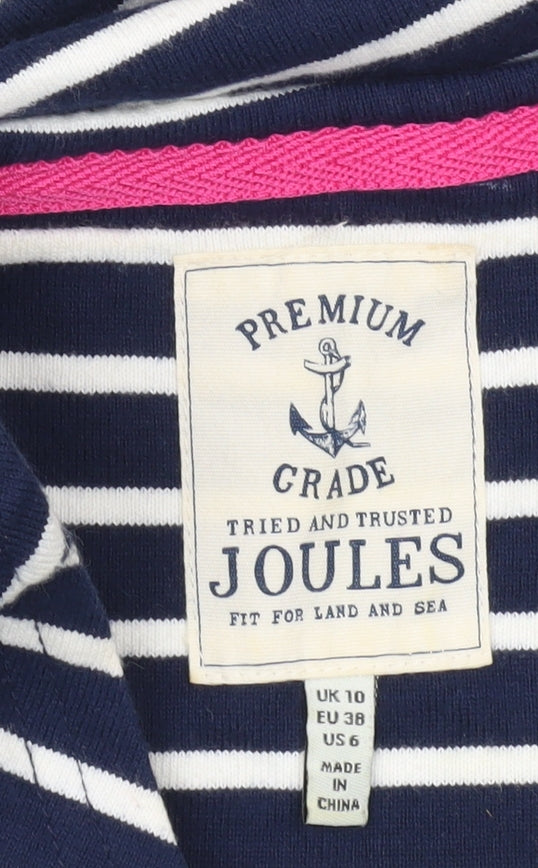 PREMIUM
GRADE
TRIED AND TRUSTED
JOULES
FIT FOR LAND AND SEA
UK 10
EU 38
US 6
MADE
IN
CHINA